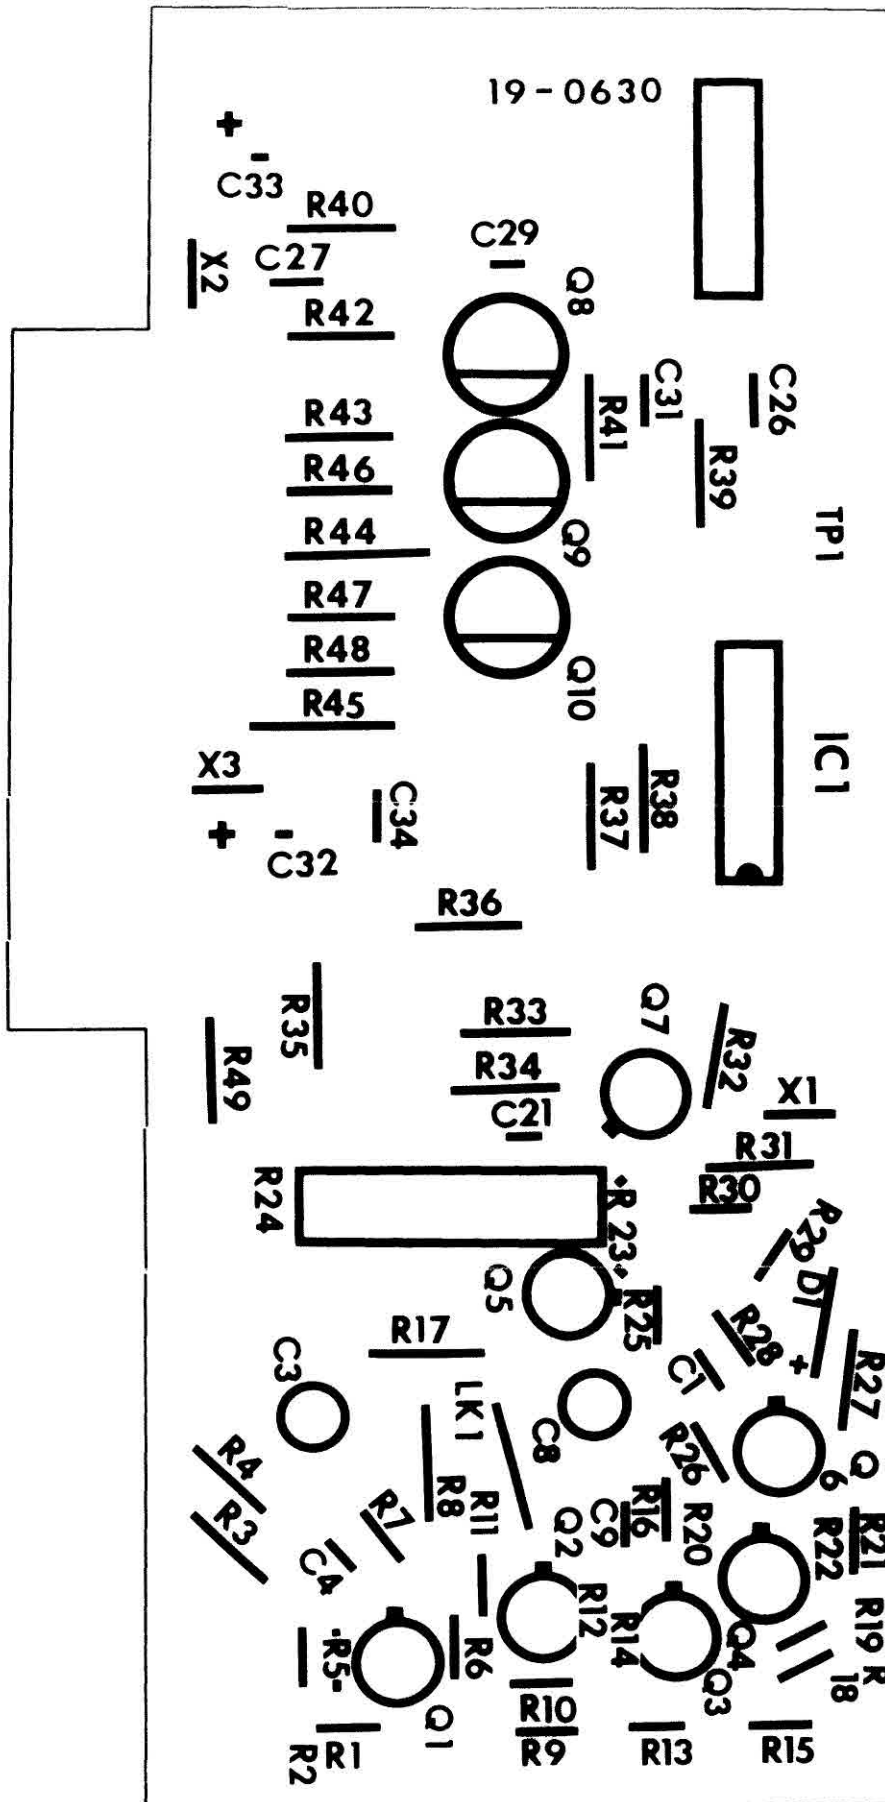 19-0630
+
-
C33
R40
X2
C27
C29
Q8
R42
C31
C26
R43
R41
R46
R39
R44
Q9
TP1
R47
R48
Q10
R45
IC1
X3
C34
R37
R38
+ -
C32
R36
R35
R33
Q7
R49
R34
R32
C21
X1
R31
R24
R23
R30
R29
Q5
R25
D1
R17
R28
C3
C1
+
R27
LK1
C8
R4
R26
Q6
R3
R7
R8
R11
Q2
C9
R16
R20
R22
R21
C4
R12
R14
Q4
R19
R5
R6
Q3
R18
R10
Q1
R2
R1
R9
R13
R15